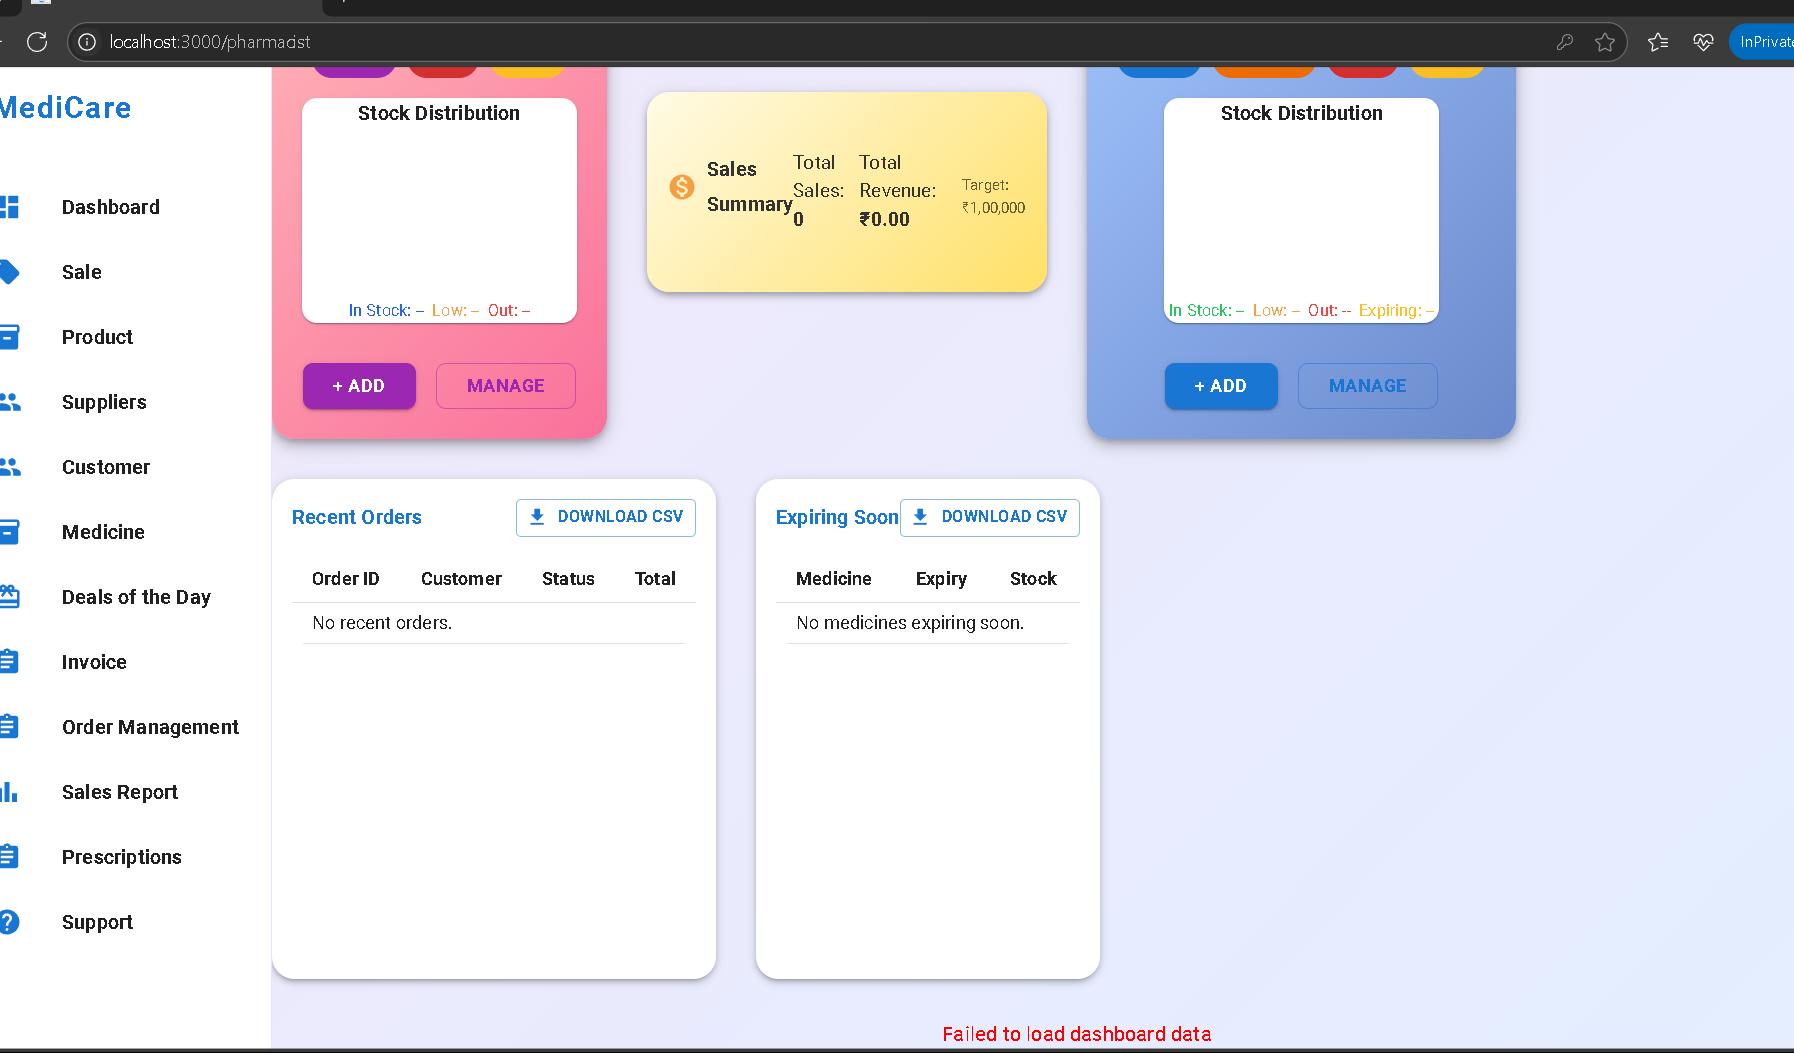 localhost:3000/pharmacist
InPrivate
MediCare
Dashboard
Sale
Product
Suppliers
Customer
Medicine
Deals of the Day
Invoice
Order Management
Sales Report
Prescriptions
Support
Stock Distribution
In Stock: – Low: – Out: –
+ ADD
MANAGE
Sales
Summary
Total
Sales:
0
Total
Revenue:
₹0.00
Target:
₹1,00,000
Stock Distribution
In Stock: – Low: – Out: -- Expiring: –
+ ADD
MANAGE
Recent Orders
DOWNLOAD CSV
Order ID Customer Status Total
No recent orders.
Expiring Soon
DOWNLOAD CSV
Medicine Expiry Stock
No medicines expiring soon.
Failed to load dashboard data